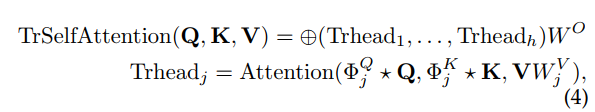 TrSelfAttention(Q, K, V) = ⊕(Trhead₁, . . . , Trheadₕ)W^O
Trheadⱼ = Attention(Φⱼ^Q ⋆ Q, Φⱼ^K ⋆ K, VWⱼ^V),
(4)